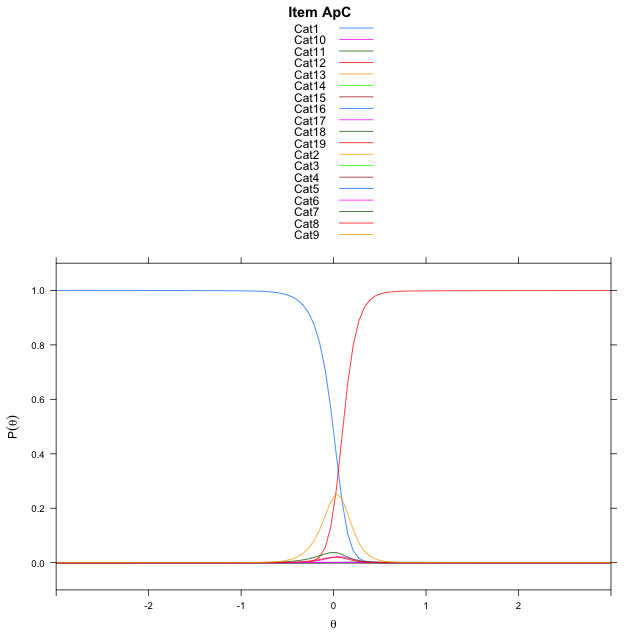 Item ApC
Cat1
Cat10
Cat11
Cat12
Cat13
Cat14
Cat15
Cat16
Cat17
Cat18
Cat19
Cat2
Cat3
Cat4
Cat5
Cat6
Cat7
Cat8
Cat9
1.0
0.8
0.6
0.4
0.2
0.0
P(θ)
-2 -1 0 1 2
θ